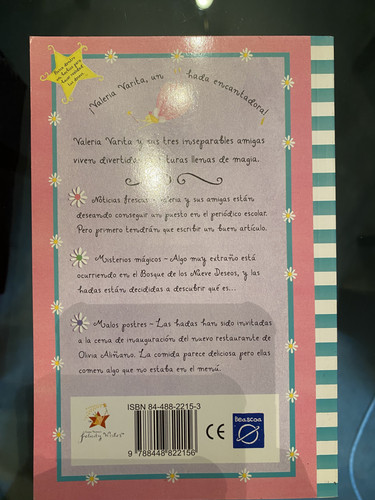 ¡Valeria Varita, un hada encantadora!
Valeria Varita y sus tres inseparables amigas
viven divertidas aventuras llenas de magia.
Noticias frescas - Valeria y sus amigas están
deseando conseguir un puesto en el periódico escolar.
Pero primero tendrán que escribir un buen artículo.
Misterios mágicos - Algo muy extraño está
ocurriendo en el Bosque de los Nueve Deseos, y las
hadas están decididas a descubrir qué es...
Malos postres - Las hadas han sido invitadas
a la cena de inauguración del nuevo restaurante de
Olivia Aliñano. La comida parece deliciosa pero ellas
comen algo que no estaba en el menú.
ISBN 84-488-2215-3
Felicity Wishes
CE
Beascoa
9 788448 822156